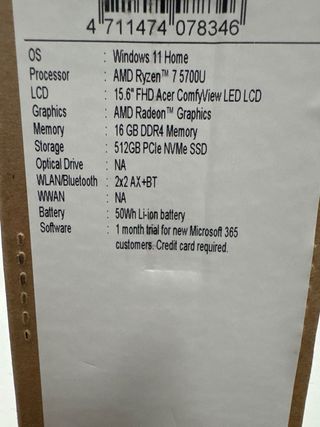 4 711474 078346
OS : Windows 11 Home
Processor : AMD Ryzen™ 7 5700U
LCD : 15.6" FHD Acer ComfyView LED LCD
Graphics : AMD Radeon™ Graphics
Memory : 16 GB DDR4 Memory
Storage : 512GB PCIe NVMe SSD
Optical Drive : NA
WLAN/Bluetooth : 2x2 AX+BT
WWAN : NA
Battery : 50Wh Li-ion battery
Software : 1 month trial for new Microsoft 365
customers. Credit card required.